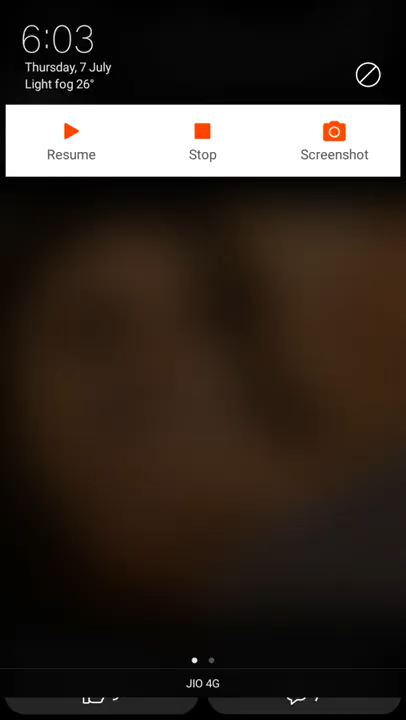 6:03
Thursday, 7 July
Light fog 26°
Resume
Stop
Screenshot
JIO 4G